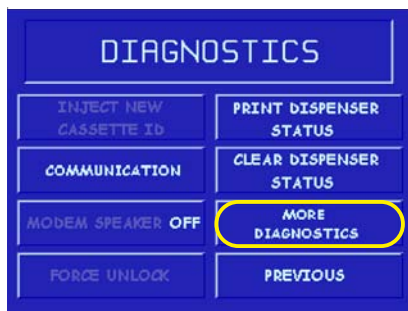 DIAGNOSTICS
INJECT NEW
CASSETTE ID
PRINT DISPENSER
STATUS
COMMUNICATION
CLEAR DISPENSER
STATUS
MODEM SPEAKER OFF
MORE
DIAGNOSTICS
FORCE UNLOCK
PREVIOUS